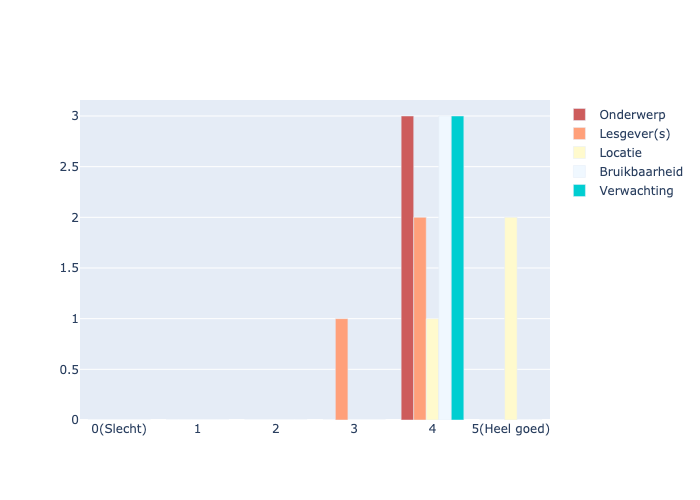 3
2.5
2
1.5
1
0.5
0
0(Slecht) 1 2 3 4 5(Heel goed)
Onderwerp
Lesgever(s)
Locatie
Bruikbaarheid
Verwachting